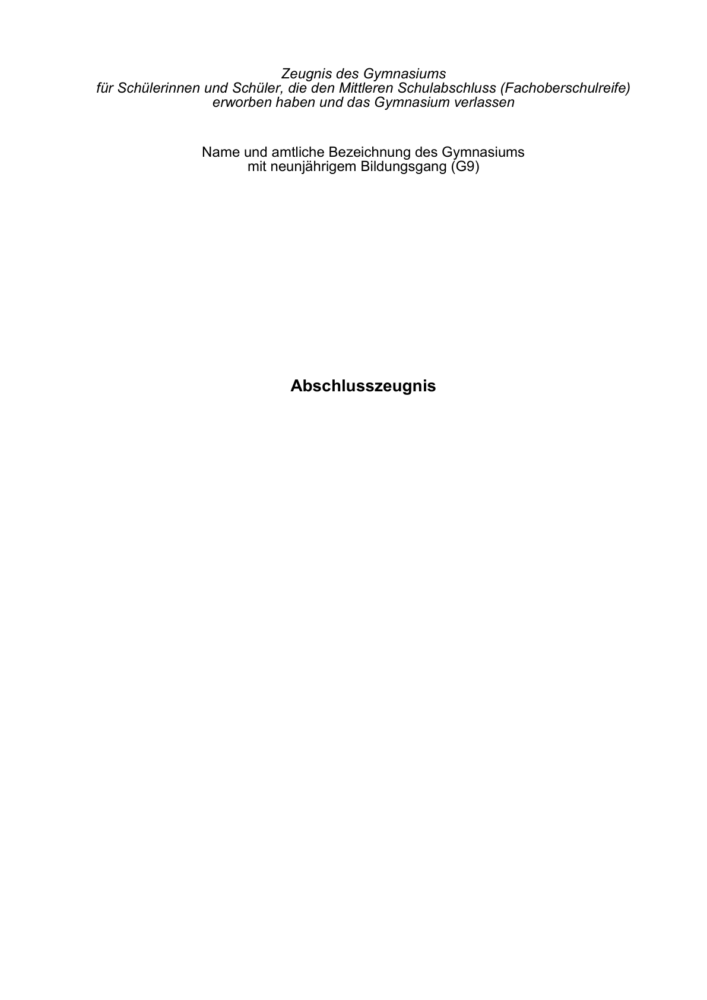 Zeugnis des Gymnasiums
für Schülerinnen und Schüler, die den Mittleren Schulabschluss (Fachoberschulreife)
erworben haben und das Gymnasium verlassen
Name und amtliche Bezeichnung des Gymnasiums
mit neunjährigem Bildungsgang (G9)
Abschlusszeugnis